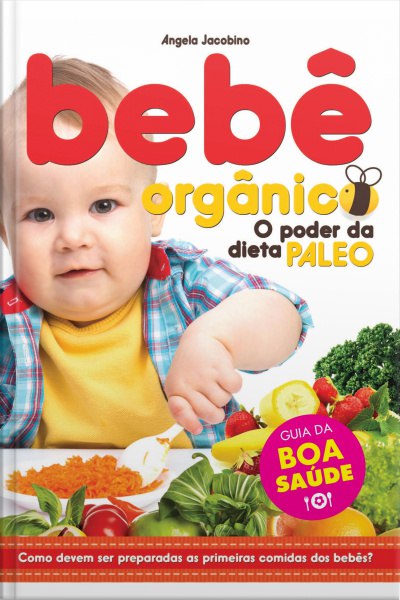 Angela Jacobino
bebê
orgânico
O poder da
dieta PALEO
GUIA DA
BOA
SAÚDE
Como devem ser preparadas as primeiras comidas dos bebês?